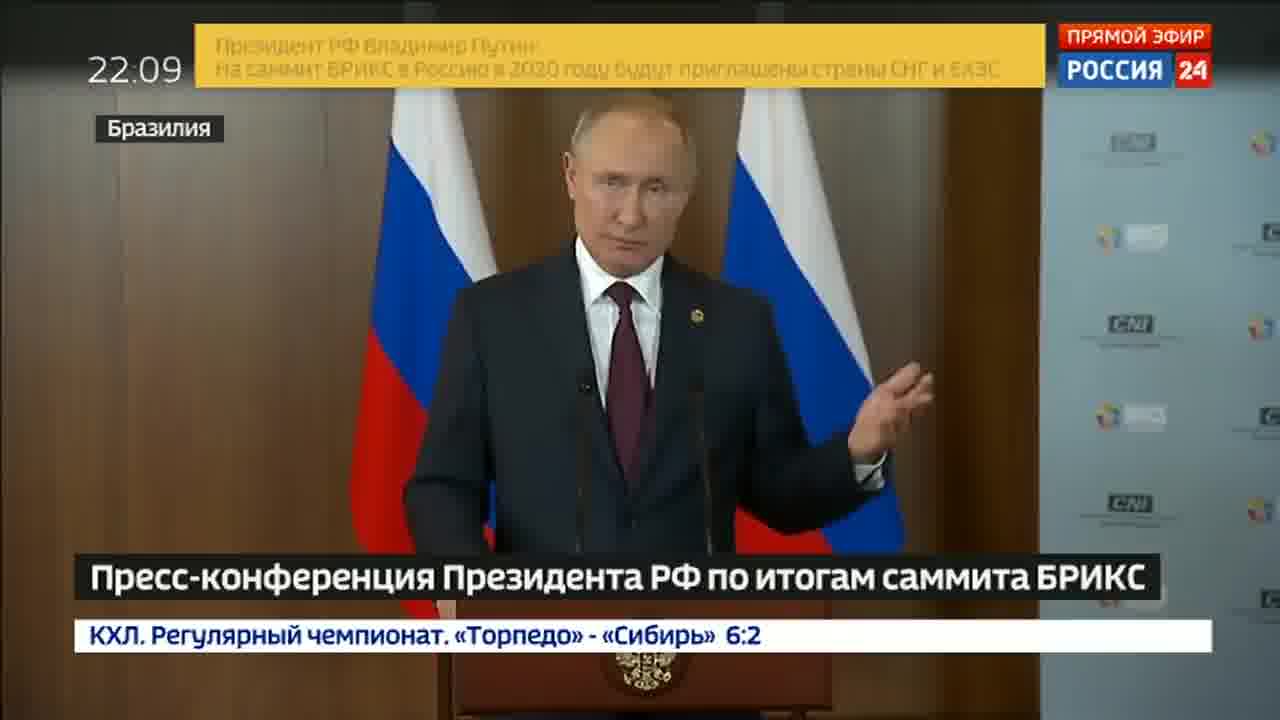 22:09
Президент РФ Владимир Путин:
На саммит БРИКС в Россию в 2020 году будут приглашены страны СНГ и ЕАЭС
ПРЯМОЙ ЭФИР
РОССИЯ 24
Бразилия
CNI
CNI
CNI
Пресс-конференция Президента РФ по итогам саммита БРИКС
КХЛ. Регулярный чемпионат. «Торпедо» - «Сибирь» 6:2